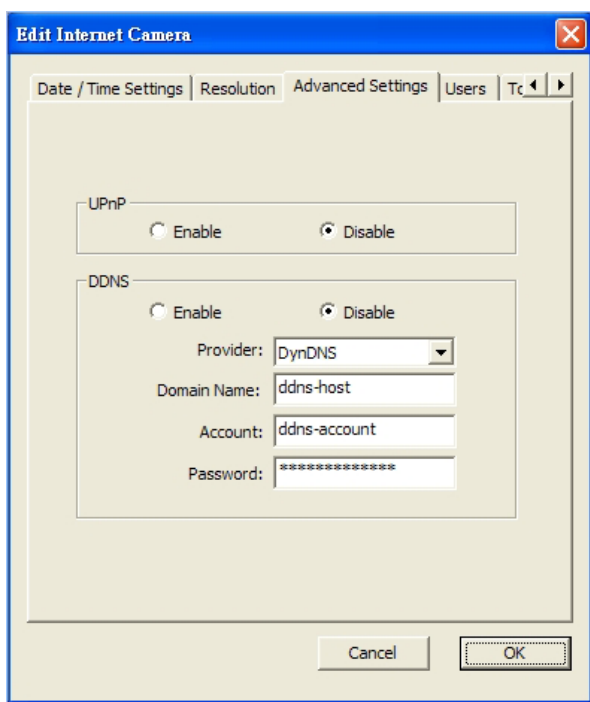 Edit Internet Camera
Date / Time Settings Resolution Advanced Settings Users
UPnP
Enable Disable
DDNS
Enable Disable
Provider: DynDNS
Domain Name: ddns-host
Account: ddns-account
Password: *************
Cancel OK